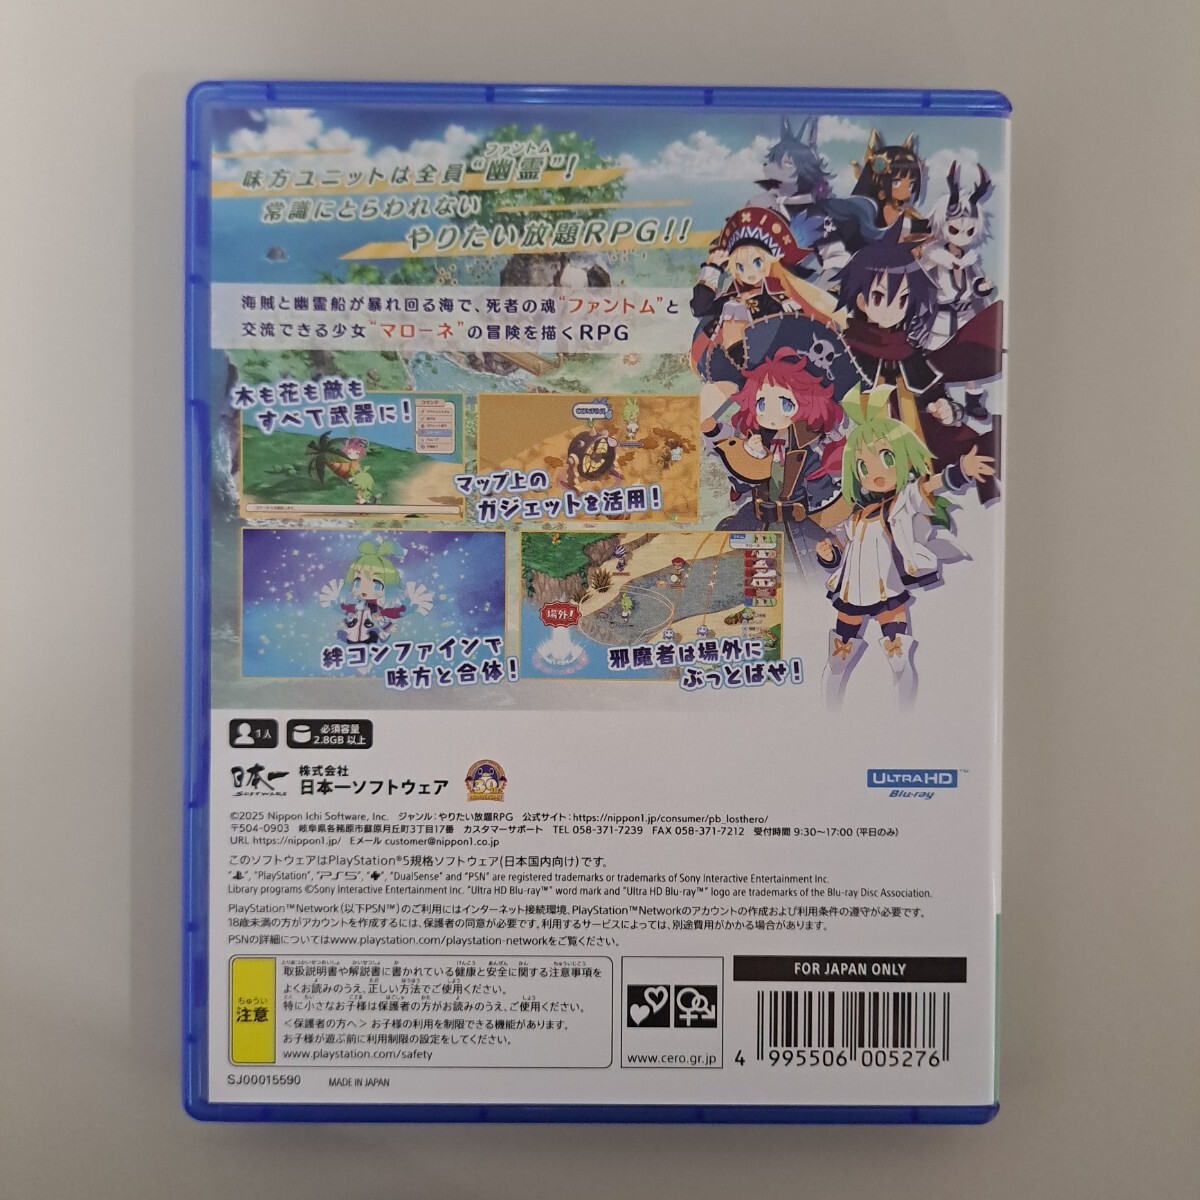 味方ユニットは全員“幽霊”！
ファントム
常識にとらわれない
やりたい放題RPG!!
海賊と幽霊船が暴れ回る海で、死者の魂“ファントム”と
交流できる少女“マローネ”の冒険を描くRPG
木も花も敵も
すべて武器に！
CONFINE
マップ上の
ガジェットを活用！
絆コンファインで
味方と合体！
場外！
邪魔者は場外に
ぶっとばせ！
1人
必須容量
2.8GB 以上
日本一
SOFTWARE
株式会社
日本一ソフトウェア
ULTRA HD
Blu-ray™
©2025 Nippon Ichi Software, Inc. ジャンル：やりたい放題RPG 公式サイト：https://nippon1.jp/consumer/pb_losthero/
〒504-0903 岐阜県各務原市蘇原月丘町3丁目17番 カスタマーサポート TEL 058-371-7239 FAX 058-371-7212 受付時間 9:30~17:00 (平日のみ)
URL https://nippon1.jp/ Eメール customer@nippon1.co.jp
このソフトウェアはPlayStation®5規格ソフトウェア(日本国内向け)です。
"PlayStation", "PS5", "DualSense" and "PSN" are registered trademarks or trademarks of Sony Interactive Entertainment Inc.
Library programs ©Sony Interactive Entertainment Inc. "Ultra HD Blu-ray™" word mark and "Ultra HD Blu-ray™" logo are trademarks of the Blu-ray Disc Association.
PlayStation™Network (以下PSN™)のご利用にはインターネット接続環境、PlayStation™Networkのアカウントの作成および利用条件の遵守が必要です。
18歳未満の方がアカウントを作成するには、保護者の同意が必要です。利用するサービスによっては、別途費用がかかる場合があります。
PSNの詳細についてはwww.playstation.com/playstation-networkをご覧ください。
ちゅうい
注意
取扱説明書や解説書に書かれている健康と安全に関する注意事項を
よくお読みのうえ、正しい方法でご使用ください。
特に小さなお子様は保護者の方がお読みのうえ、ご使用ください。
＜保護者の方へ＞ お子様の利用を制限できる機能があります。
お子様が遊ぶ前に利用制限の設定をしてください。
www.playstation.com/safety
www.cero.gr.jp
FOR JAPAN ONLY
4 995506 005276
SJ00015590 MADE IN JAPAN